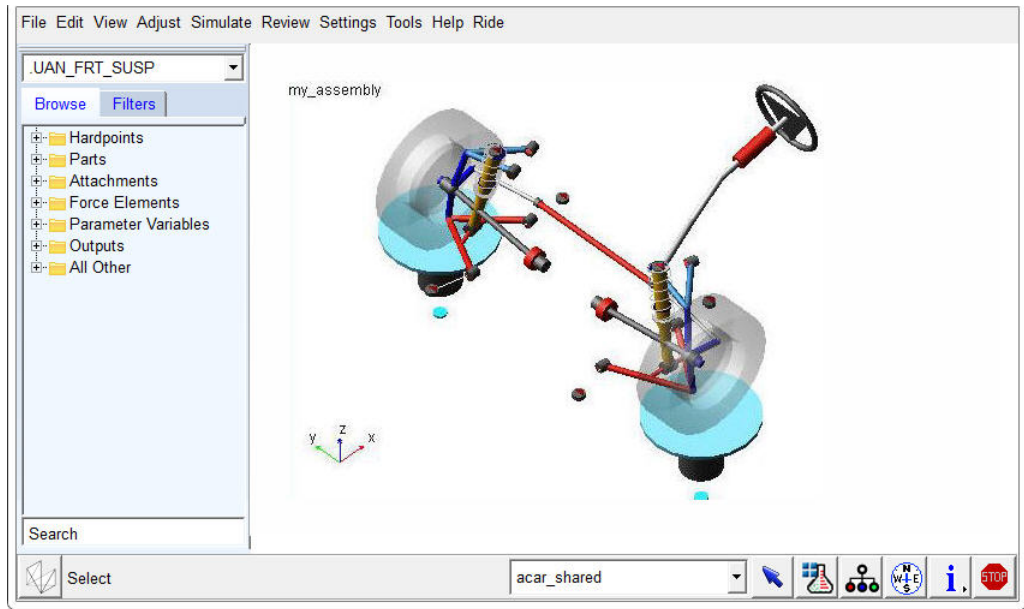 File Edit View Adjust Simulate Review Settings Tools Help Ride
.UAN_FRT_SUSP
my_assembly
Browse Filters
Hardpoints
Parts
Attachments
Force Elements
Parameter Variables
Outputs
All Other
z
y
x
Search
Select
acar_shared
N
W E
S
i
STOP